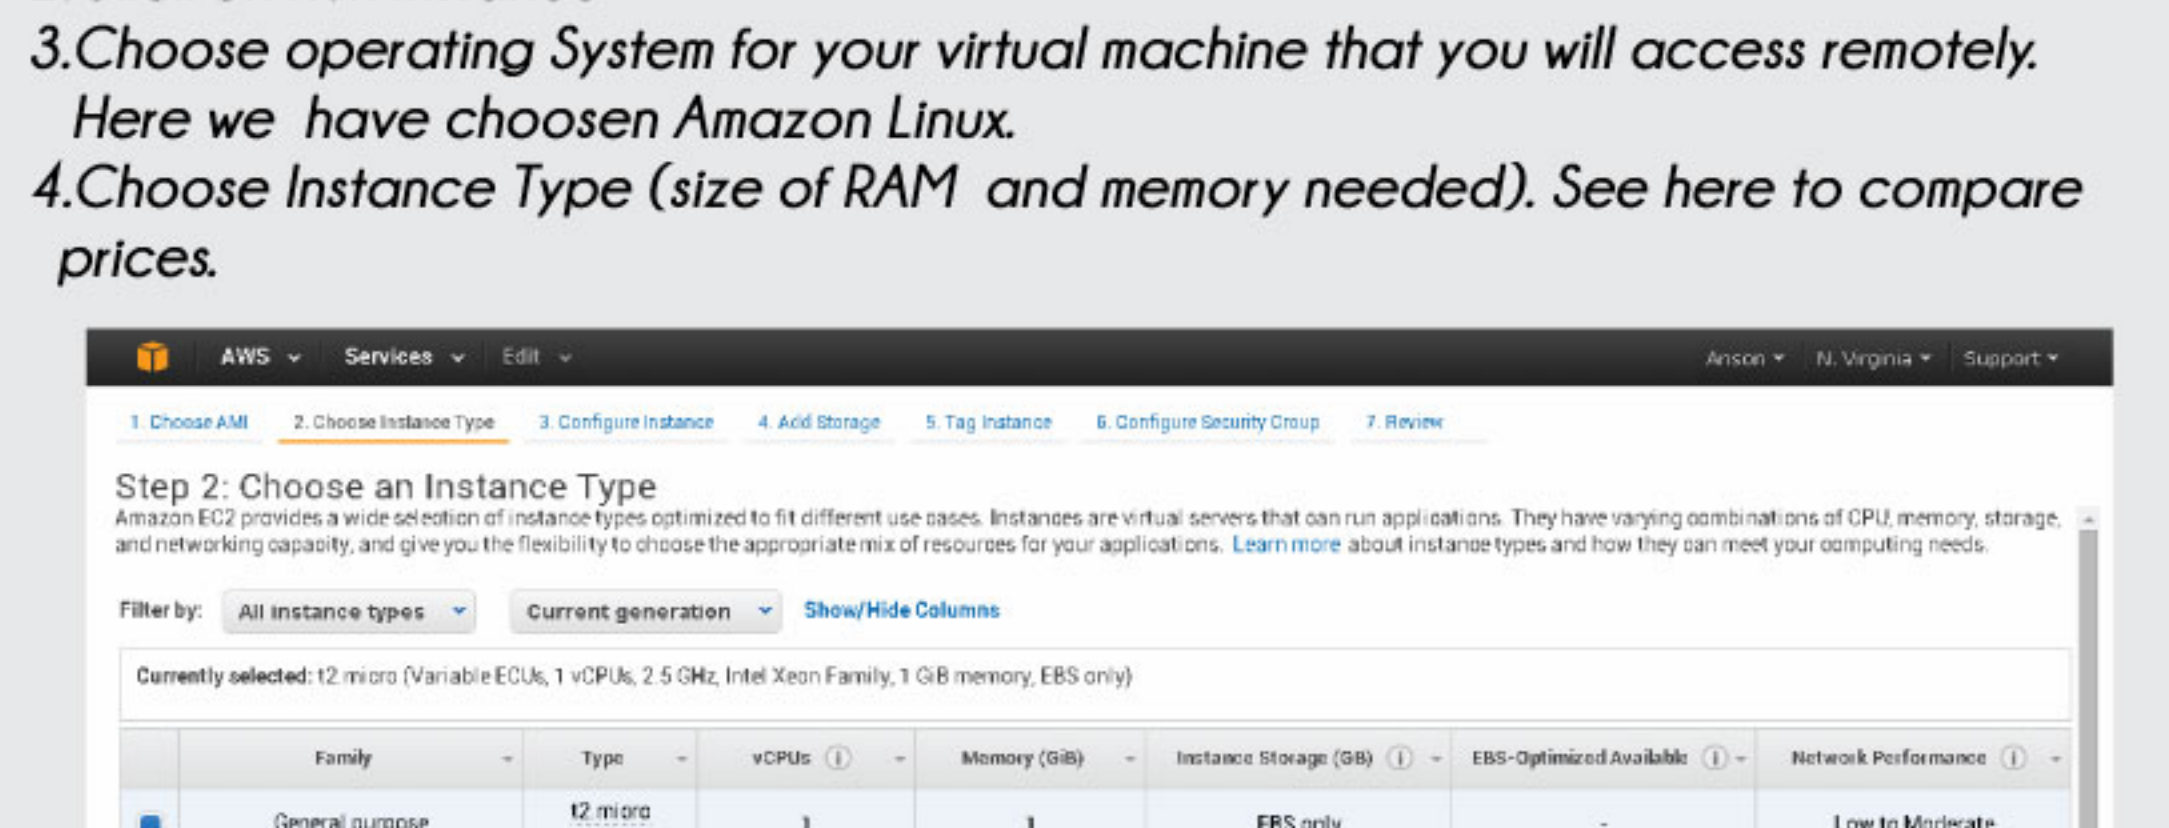 3.Choose operating System for your virtual machine that you will access remotely.
Here we have choosen Amazon Linux.
4.Choose Instance Type (size of RAM and memory needed). See here to compare
prices.
AWS Services Edit Anson N. Virginia Support
1. Choose AMI 2. Choose Instance Type 3. Configure Instance 4. Add Storage 5. Tag Instance 6. Configure Security Group 7. Review
Step 2: Choose an Instance Type
Amazon EC2 provides a wide selection of instance types optimized to fit different use cases. Instances are virtual servers that can run applications. They have varying combinations of CPU, memory, storage,
and networking capacity, and give you the flexibility to choose the appropriate mix of resources for your applications. Learn more about instance types and how they can meet your computing needs.
Filter by: All instance types Current generation Show/Hide Columns
Currently selected: t2.micro (Variable ECUs, 1 vCPUs, 2.5 GHz, Intel Xeon Family, 1 GiB memory, EBS only)
Family Type vCPUs Memory (GiB) Instance Storage (GB) EBS-Optimized Available Network Performance
General purpose t2.micro 1 1 EBS only - Low to Moderate